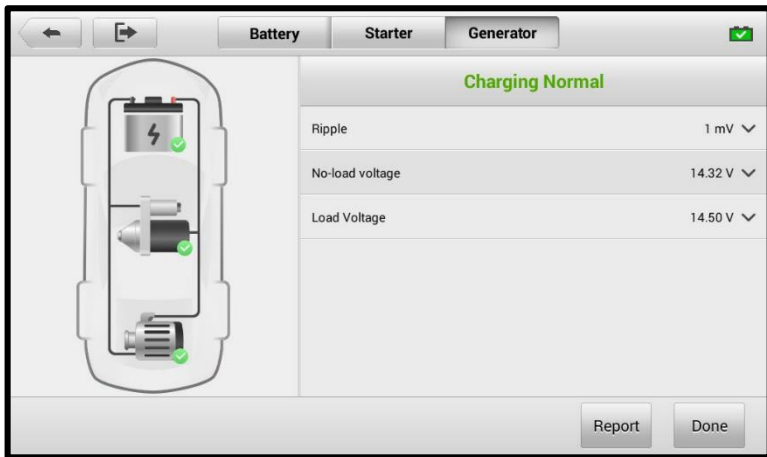 Battery Starter Generator
Charging Normal
Ripple 1 mV
No-load voltage 14.32 V
Load Voltage 14.50 V
Report Done